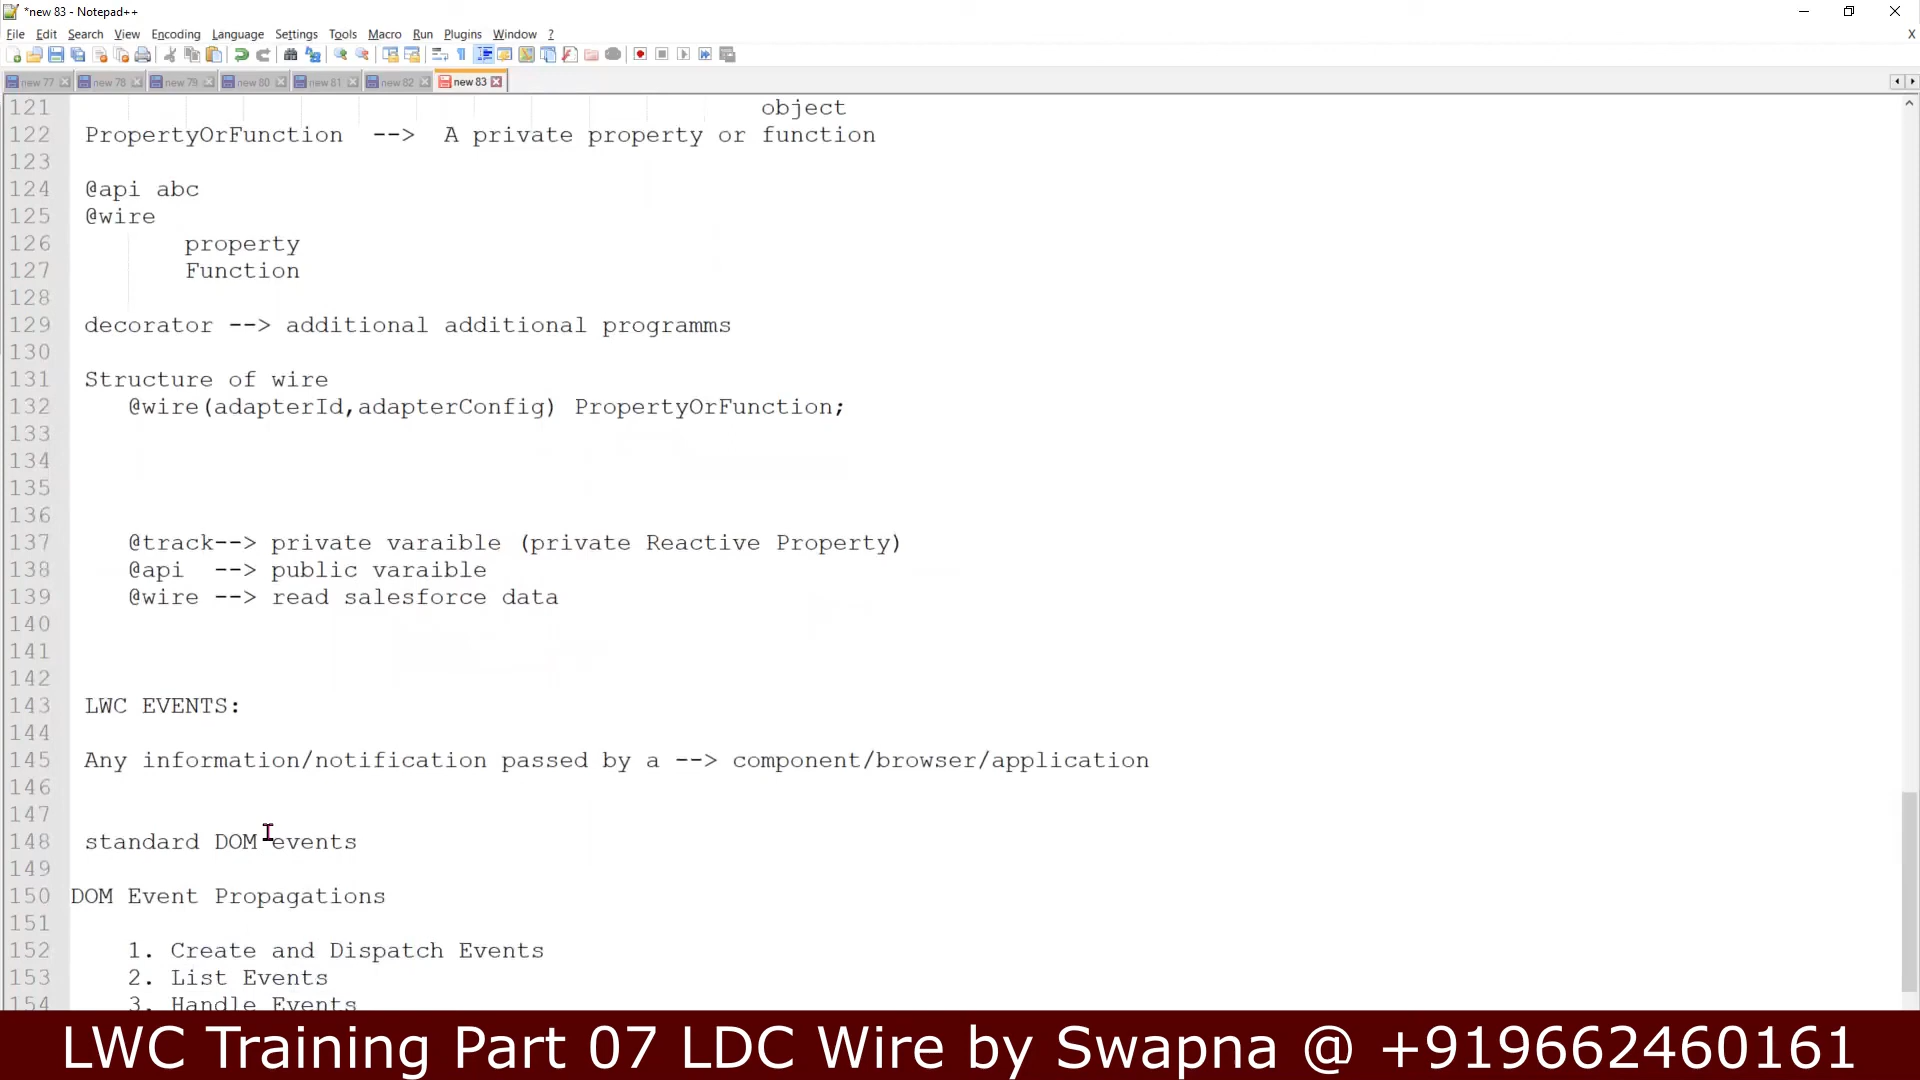 *new 83 - Notepad++
File Edit Search View Encoding Language Settings Tools Macro Run Plugins Window ?
X
new 77 new 78 new 79 new 80 new 81 new 82 new 83
121 object
122 PropertyOrFunction --> A private property or function
123
124 @api abc
125 @wire
126 property
127 Function
128
129 decorator --> additional additional programms
130
131 Structure of wire
132 @wire(adapterId,adapterConfig) PropertyOrFunction;
133
134
135
136
137 @track--> private varaible (private Reactive Property)
138 @api --> public varaible
139 @wire --> read salesforce data
140
141
142
143 LWC EVENTS:
144
145 Any information/notification passed by a --> component/browser/application
146
147
148 standard DOM events
149
150 DOM Event Propagations
151
152 1. Create and Dispatch Events
153 2. List Events
154 3. Handle Events
LWC Training Part 07 LDC Wire by Swapna @ +919662460161